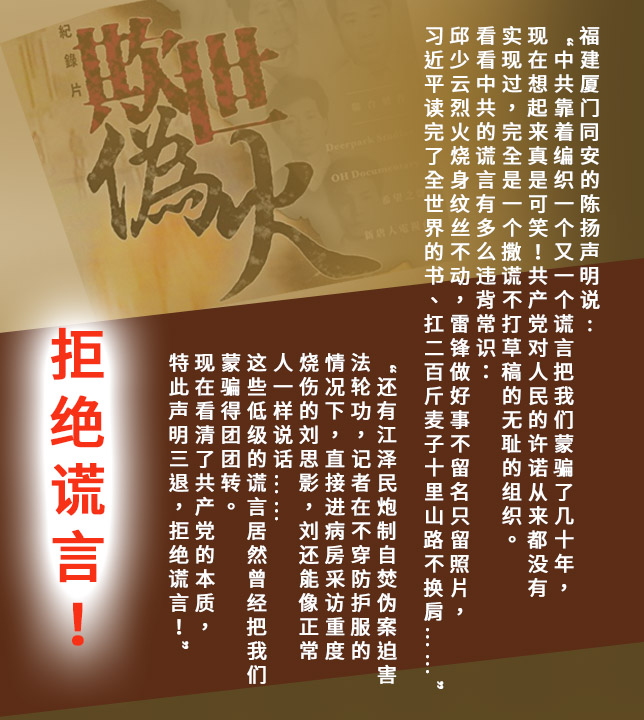 紀錄片
欺世
偽火
福建厦门同安的陈扬声明说：
“中共靠着编织一个又一个谎言把我们蒙骗了几十年，
现在想起来真是可笑！共产党对人民的许诺从来都没有
实现过，完全是一个撒谎不打草稿的无耻的组织。
看看中共的谎言有多么违背常识：
邱少云烈火烧身纹丝不动，雷锋做好事不留名只留照片，
习近平读完了全世界的书、扛二百斤麦子十里山路不换肩……”
“还有江泽民炮制自焚伪案迫害
法轮功，记者在不穿防护服的
情况下，直接进病房采访重度
烧伤的刘思影，刘还能像正常
人一样说话……
这些低级的谎言居然曾经把我们
蒙骗得团团转。
现在看清了共产党的本质，
特此声明三退，拒绝谎言！”
拒绝谎言！